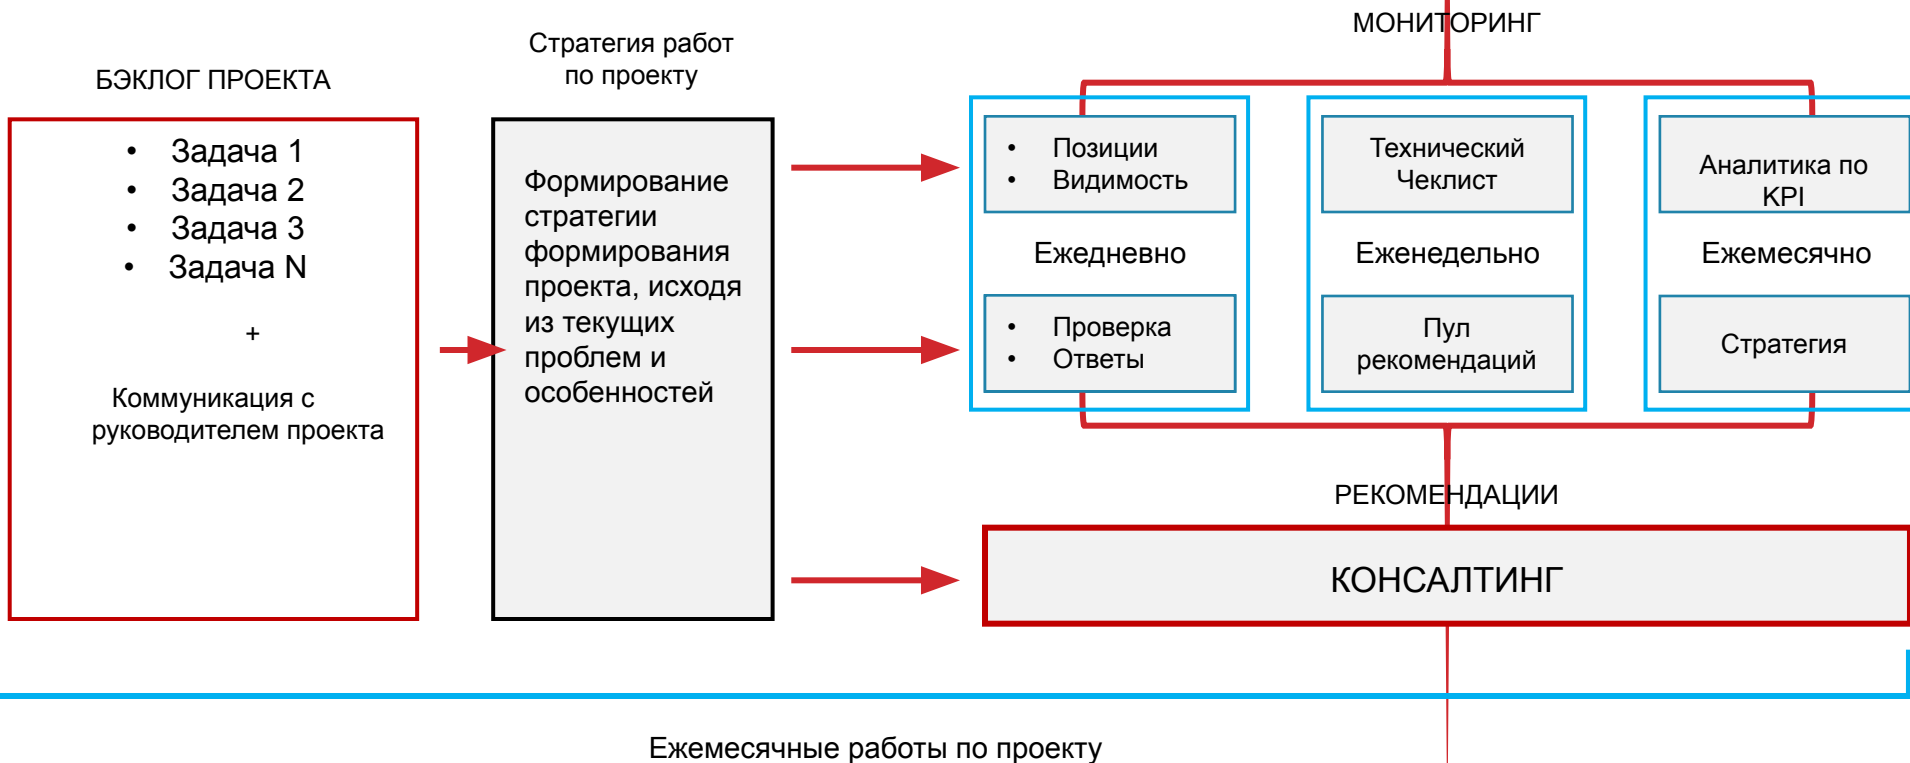 БЭКЛОГ ПРОЕКТА
• Задача 1
• Задача 2
• Задача 3
• Задача N
+
Коммуникация с
руководителем проекта
Стратегия работ
по проекту
Формирование
стратегии
формирования
проекта, исходя
из текущих
проблем и
особенностей
МОНИТОРИНГ
• Позиции
• Видимость
Ежедневно
• Проверка
• Ответы
Технический
Чеклист
Еженедельно
Пул
рекомендаций
Аналитика по
KPI
Ежемесячно
Стратегия
РЕКОМЕНДАЦИИ
КОНСАЛТИНГ
Ежемесячные работы по проекту